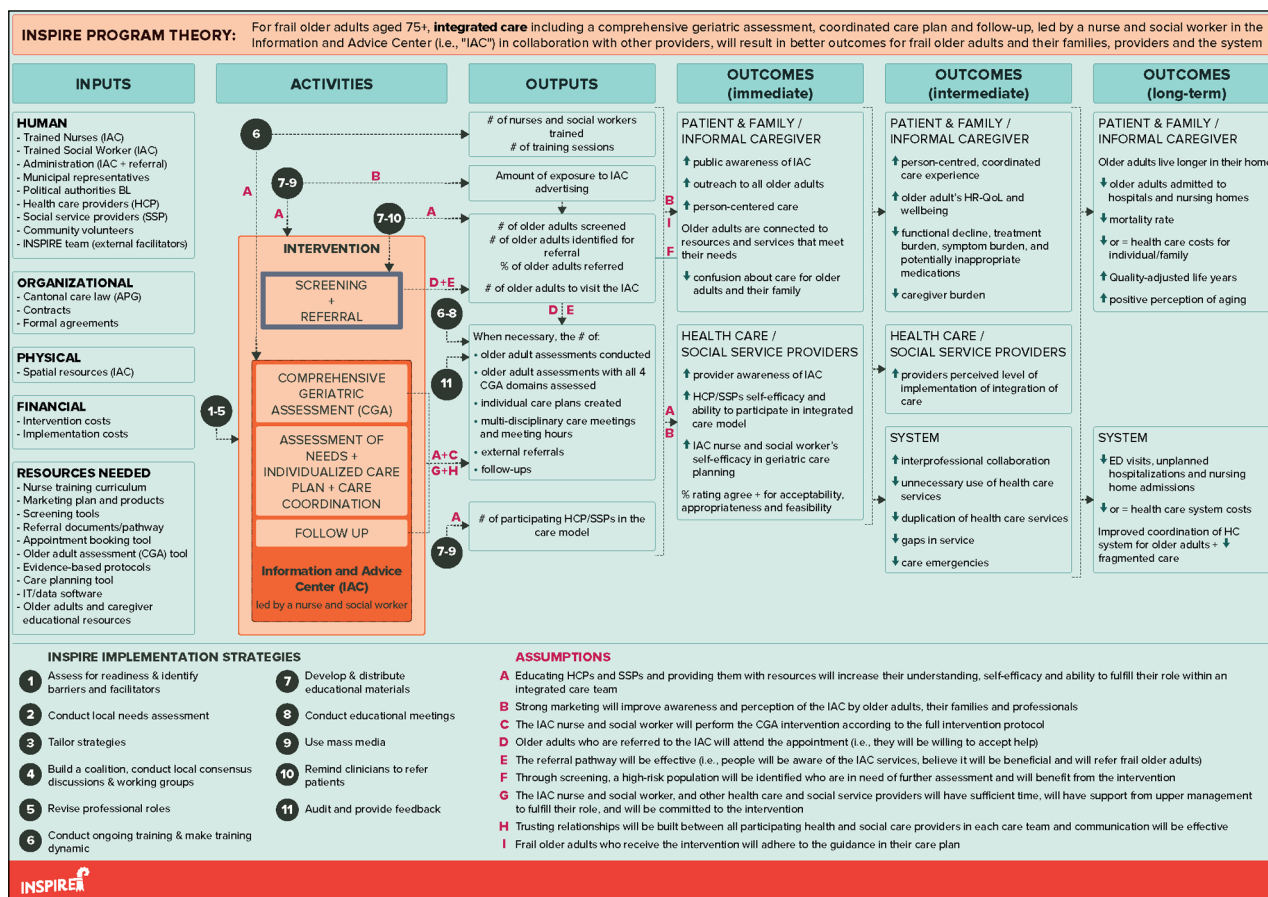 INSPIRE PROGRAM THEORY:
For frail older adults aged 75+, integrated care including a comprehensive geriatric assessment, coordinated care plan and follow-up, led by a nurse and social worker in the
Information and Advice Center (i.e., "IAC") in collaboration with other providers, will result in better outcomes for frail older adults and their families, providers and the system
INPUTS
HUMAN
- Trained Nurses (IAC)
- Trained Social Worker (IAC)
- Administration (IAC + referral)
- Municipal representatives
- Political authorities BL
- Health care providers (HCP)
- Social service providers (SSP)
- Community volunteers
- INSPIRE team (external facilitators)
ORGANIZATIONAL
- Cantonal care law (APG)
- Contracts
- Formal agreements
PHYSICAL
- Spatial resources (IAC)
FINANCIAL
- Intervention costs
- Implementation costs
RESOURCES NEEDED
- Nurse training curriculum
- Marketing plan and products
- Screening tools
- Referral documents/pathway
- Appointment booking tool
- Older adult assessment (CGA) tool
- Evidence-based protocols
- Care planning tool
- IT/data software
- Older adults and caregiver
educational resources
ACTIVITIES
6
A
7-9
B
A
7-10
A
INTERVENTION
SCREENING
+
REFERRAL
D+E
6-8
11
1-5
COMPREHENSIVE
GERIATRIC
ASSESSMENT (CGA)
ASSESSMENT OF
NEEDS +
INDIVIDUALIZED CARE
PLAN + CARE
COORDINATION
FOLLOW UP
A+C
G+H
A
7-9
Information and Advice
Center (IAC)
led by a nurse and social worker
OUTPUTS
# of nurses and social workers
trained
# of training sessions
Amount of exposure to IAC
advertising
# of older adults screened
# of older adults identified for
referral
% of older adults referred
# of older adults to visit the IAC
D E
When necessary, the # of:
• older adult assessments conducted
• older adult assessments with all 4
CGA domains assessed
• individual care plans created
• multi-disciplinary care meetings
and meeting hours
• external referrals
• follow-ups
# of participating HCP/SSPs in the
care model
B
I
F
A
B
OUTCOMES
(immediate)
PATIENT & FAMILY /
INFORMAL CAREGIVER
↑ public awareness of IAC
↑ outreach to all older adults
↑ person-centered care
Older adults are connected to
resources and services that meet
their needs
↓ confusion about care for older
adults and their family
HEALTH CARE /
SOCIAL SERVICE PROVIDERS
↑ provider awareness of IAC
↑ HCP/SSPs self-efficacy and
ability to participate in integrated
care model
↑ IAC nurse and social worker's
self-efficacy in geriatric care
planning
% rating agree + for acceptability,
appropriateness and feasibility
OUTCOMES
(intermediate)
PATIENT & FAMILY /
INFORMAL CAREGIVER
↑ person-centred, coordinated
care experience
↑ older adult's HR-QoL and
wellbeing
↓ functional decline, treatment
burden, symptom burden, and
potentially inappropriate
medications
↓ caregiver burden
HEALTH CARE /
SOCIAL SERVICE PROVIDERS
↑ providers perceived level of
implementation of integration of
care
SYSTEM
↑ interprofessional collaboration
↓ unnecessary use of health care
services
↓ duplication of health care services
↓ gaps in service
↓ care emergencies
OUTCOMES
(long-term)
PATIENT & FAMILY /
INFORMAL CAREGIVER
Older adults live longer in their home
↓ older adults admitted to
hospitals and nursing homes
↓ mortality rate
↓ or = health care costs for
individual/family
↑ Quality-adjusted life years
↑ positive perception of aging
SYSTEM
↓ ED visits, unplanned
hospitalizations and nursing
home admissions
↓ or = health care system costs
Improved coordination of HC
system for older adults + ↓
fragmented care
INSPIRE IMPLEMENTATION STRATEGIES
1 Assess for readiness & identify
barriers and facilitators
2 Conduct local needs assessment
3 Tailor strategies
4 Build a coalition, conduct local consensus
discussions & working groups
5 Revise professional roles
6 Conduct ongoing training & make training
dynamic
7 Develop & distribute
educational materials
8 Conduct educational meetings
9 Use mass media
10 Remind clinicians to refer
patients
11 Audit and provide feedback
ASSUMPTIONS
A Educating HCPs and SSPs and providing them with resources will increase their understanding, self-efficacy and ability to fulfill their role within an
integrated care team
B Strong marketing will improve awareness and perception of the IAC by older adults, their families and professionals
C The IAC nurse and social worker will perform the CGA intervention according to the full intervention protocol
D Older adults who are referred to the IAC will attend the appointment (i.e., they will be willing to accept help)
E The referral pathway will be effective (i.e., people will be aware of the IAC services, believe it will be beneficial and will refer frail older adults)
F Through screening, a high-risk population will be identified who are in need of further assessment and will benefit from the intervention
G The IAC nurse and social worker, and other health care and social service providers will have sufficient time, will have support from upper management
to fulfill their role, and will be committed to the intervention
H Trusting relationships will be built between all participating health and social care providers in each care team and communication will be effective
I Frail older adults who receive the intervention will adhere to the guidance in their care plan
INSPIRE